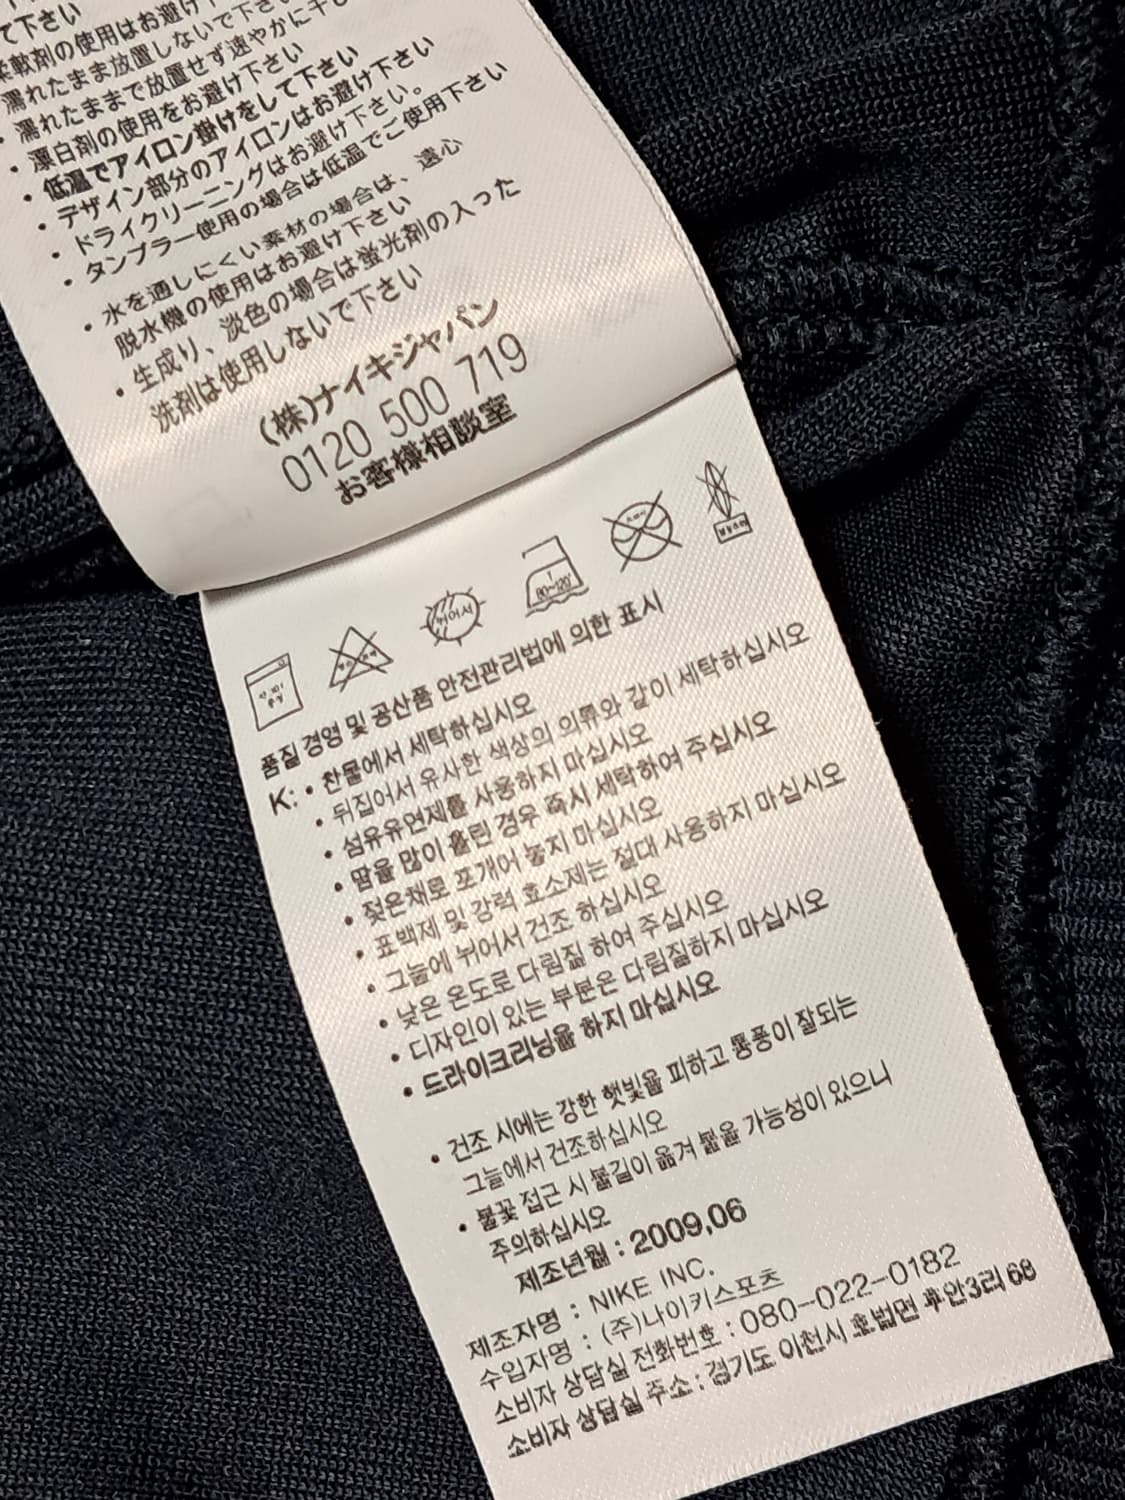 て下さい
柔軟剤の使用はお避け下
濡れたまま放置しないで下さい
・濡れたままで放置せず速やかに干し
・漂白剤の使用をお避け下さい
・低温でアイロン掛けをして下さい
・デザイン部分のアイロンはお避け下さい
・ドライクリーニングはお避け下さい。
・タンブラー使用の場合は低温でご使用下さい
・水を通しにくい素材の場合は、遠心
脱水機の使用はお避け下さい
・生成り、淡色の場合は蛍光剤の入った
洗剤は使用しないで下さい
(株)ナイキジャパン
0120 500 719
お客様相談室
뉘어서
80~120°
드라이
품질 경영 및 공산품 안전관리법에 의한 표시
K: • 찬물에서 세탁하십시오
• 뒤집어서 유사한 색상의 의류와 같이 세탁하십시오
• 섬유유연제를 사용하지 마십시오
• 땀을 많이 흘린 경우 즉시 세탁하여 주십시오
• 젖은채로 포개어 놓지 마십시오
• 표백제 및 강력 효소제는 절대 사용하지 마십시오
• 그늘에 뉘어서 건조 하십시오
• 낮은 온도로 다림질 하여 주십시오
• 디자인이 있는 부분은 다림질하지 마십시오
• 드라이크리닝을 하지 마십시오
• 건조 시에는 강한 햇빛을 피하고 통풍이 잘되는
그늘에서 건조하십시오
• 불꽃 접근 시 불길이 옮겨 붙을 가능성이 있으니
주의하십시오
제조년월 : 2009,06
제조자명 : NIKE INC.
수입자명 : (주)나이키스포츠
소비자 상담실 전화번호 : 080-022-0182
소비자 상담실 주소 : 경기도 이천시 호법면 후안3리 68